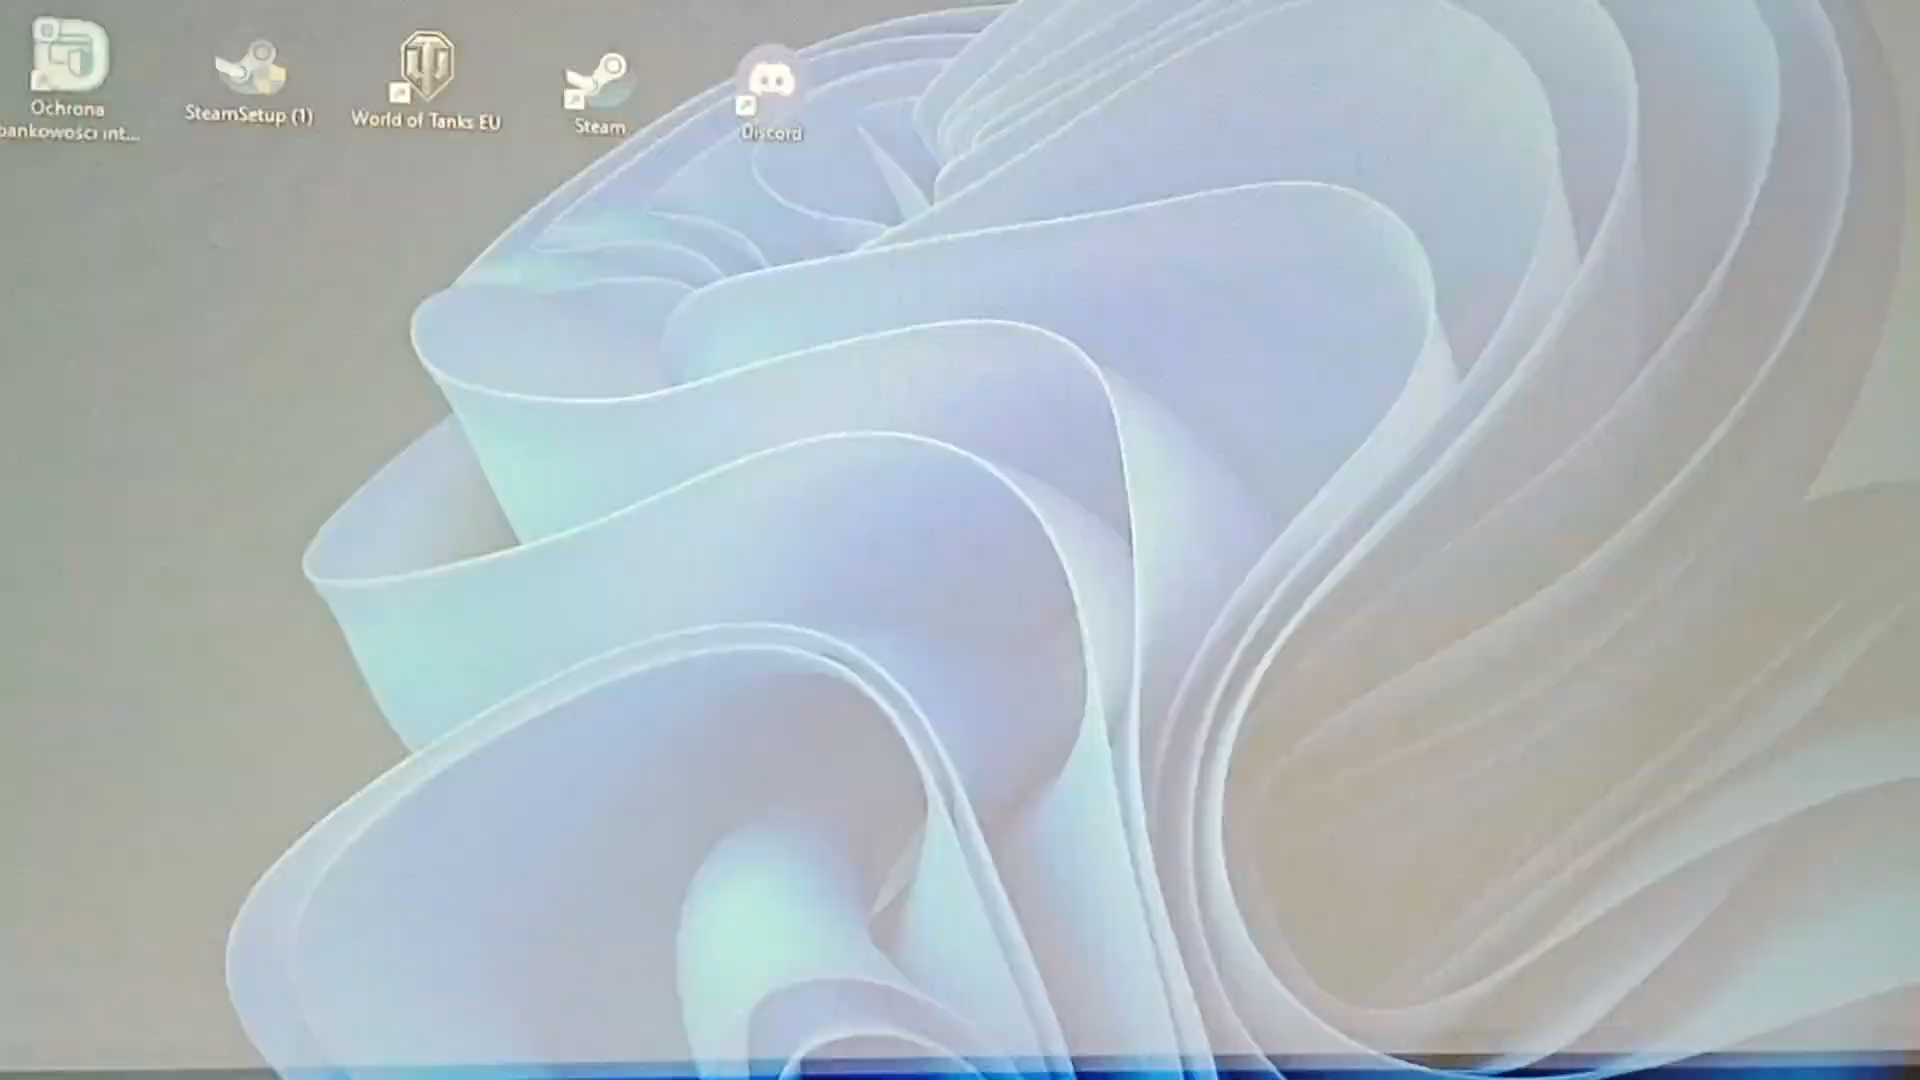 Ochrona
bankowości int...
SteamSetup (1)
World of Tanks EU
Steam
Discord